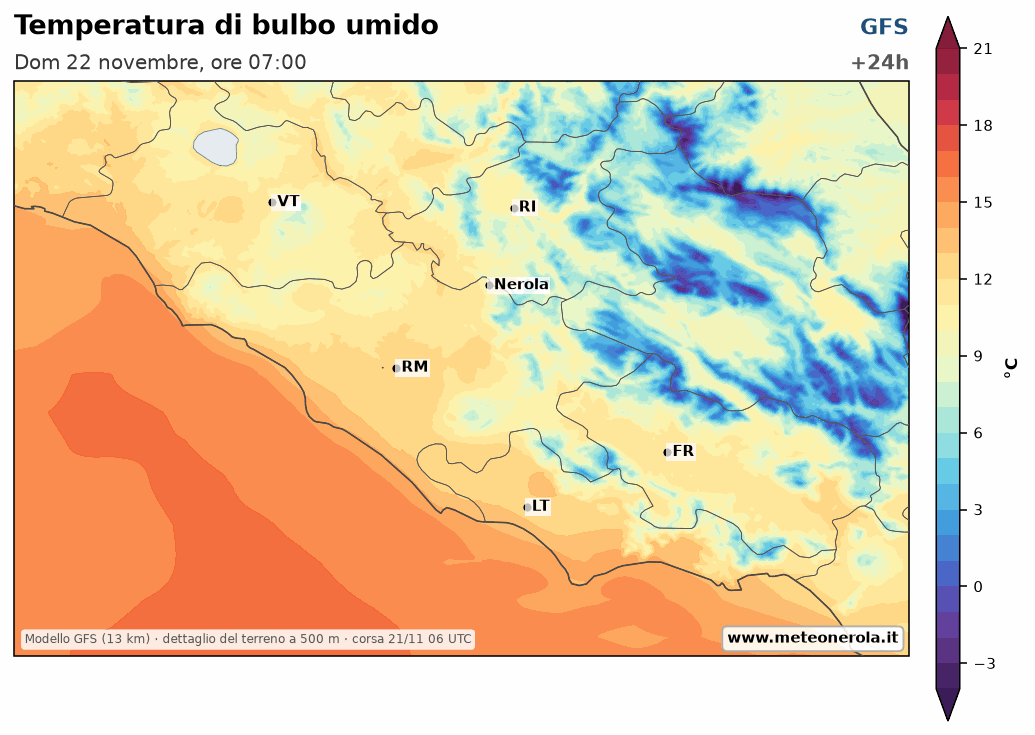 Temperatura di bulbo umido
GFS
Dom 22 novembre, ore 07:00
+24h
VT
RI
Nerola
RM
FR
LT
Modello GFS (13 km) · dettaglio del terreno a 500 m · corsa 21/11 06 UTC
www.meteonerola.it
21
18
15
12
9
6
3
0
−3
°C